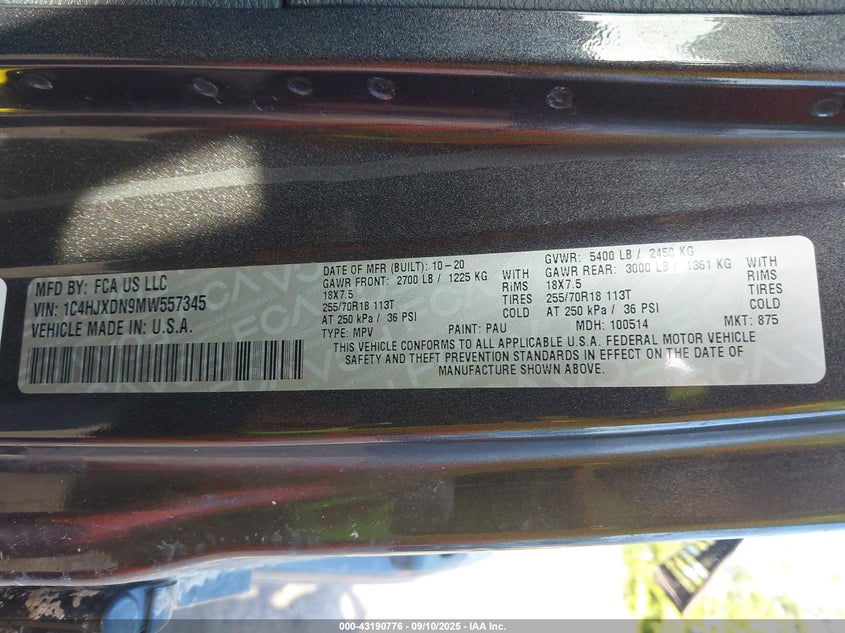 MFD BY: FCA US LLC
VIN: 1C4HJXDN9MW557345
VEHICLE MADE IN U.S.A.
DATE OF MFR (BUILT): 10-20 GVWR: 5400 LB / 2450 KG
GAWR FRONT: 2700 LB / 1225 KG WITH GAWR REAR: 3000 LB / 1361 KG WITH
18X7.5 RIMS 18X7.5 RIMS
255/70R18 113T TIRES 255/70R18 113T TIRES
AT 250 kPa / 36 PSI COLD AT 250 kPa / 36 PSI COLD
TYPE: MPV PAINT: PAU MDH: 100514 MKT: 875
THIS VEHICLE CONFORMS TO ALL APPLICABLE U.S.A. FEDERAL MOTOR VEHICLE
SAFETY AND THEFT PREVENTION STANDARDS IN EFFECT ON THE DATE OF
MANUFACTURE SHOWN ABOVE.
000-43190776 - 09/10/2025 - IAA Inc.